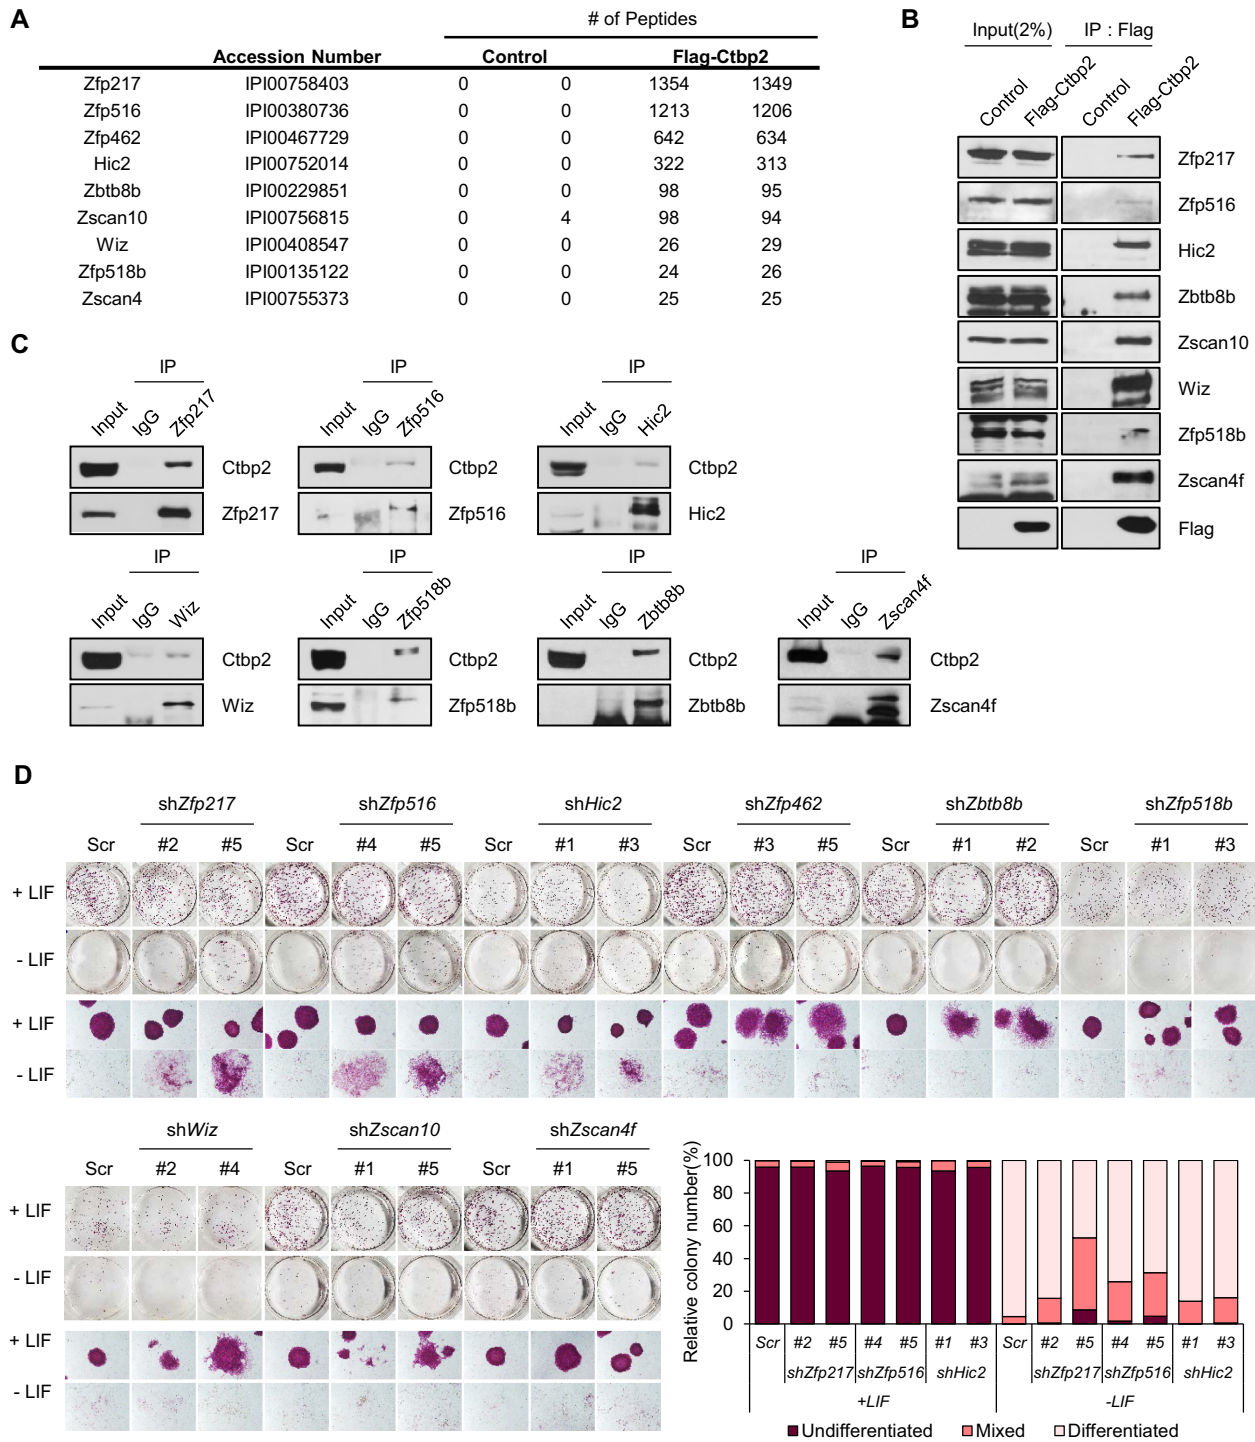 A
# of Peptides
Accession Number Control Flag-Ctbp2
Zfp217 IPI00758403 0 0 1354 1349
Zfp516 IPI00380736 0 0 1213 1206
Zfp462 IPI00467729 0 0 642 634
Hic2 IPI00752014 0 0 322 313
Zbtb8b IPI00229851 0 0 98 95
Zscan10 IPI00756815 0 4 98 94
Wiz IPI00408547 0 0 26 29
Zfp518b IPI00135122 0 0 24 26
Zscan4 IPI00755373 0 0 25 25
B
Input(2%) IP : Flag
Control Flag-Ctbp2 Control Flag-Ctbp2
Zfp217
Zfp516
Hic2
Zbtb8b
Zscan10
Wiz
Zfp518b
Zscan4f
Flag
C
IP IP IP
Input IgG Zfp217 Input IgG Zfp516 Input IgG Hic2
Ctbp2 Ctbp2 Ctbp2
Zfp217 Zfp516 Hic2
IP IP IP IP
Input IgG Wiz Input IgG Zfp518b Input IgG Zbtb8b Input IgG Zscan4f
Ctbp2 Ctbp2 Ctbp2 Ctbp2
Wiz Zfp518b Zbtb8b Zscan4f
D
shZfp217 shZfp516 shHic2 shZfp462 shZbtb8b shZfp518b
Scr #2 #5 Scr #4 #5 Scr #1 #3 Scr #3 #5 Scr #1 #2 Scr #1 #3
+ LIF
- LIF
+ LIF
- LIF
shWiz shZscan10 shZscan4f
Scr #2 #4 Scr #1 #5 Scr #1 #5
+ LIF
- LIF
+ LIF
- LIF
Relative colony number(%)
100
80
60
40
20
0
Scr #2 #5 #4 #5 #1 #3 Scr #2 #5 #4 #5 #1 #3
shZfp217 shZfp516 shHic2 shZfp217 shZfp516 shHic2
+LIF -LIF
Undifferentiated Mixed Differentiated